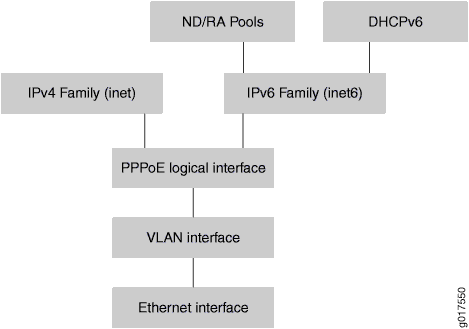 ND/RA Pools
DHCPv6
IPv4 Family (inet)
IPv6 Family (inet6)
PPPoE logical interface
VLAN interface
Ethernet interface
g017550